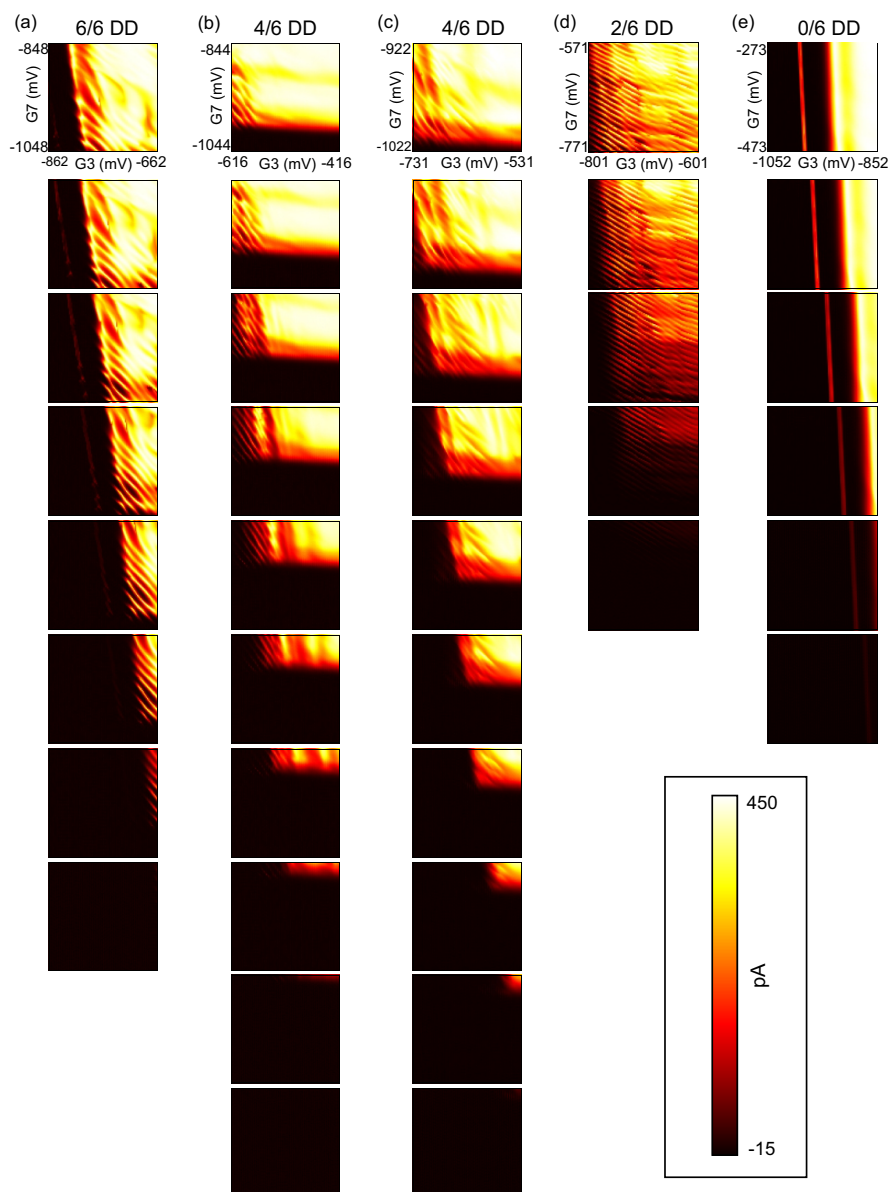 (a) 6/6 DD
-848
G7 (mV)
-1048
-862 G3 (mV) -662
(b) 4/6 DD
-844
G7 (mV)
-1044
-616 G3 (mV) -416
(c) 4/6 DD
-922
G7 (mV)
-1022
-731 G3 (mV) -531
(d) 2/6 DD
-571
G7 (mV)
-771
-801 G3 (mV) -601
(e) 0/6 DD
-273
G7 (mV)
-473
-1052 G3 (mV) -852
450
pA
-15